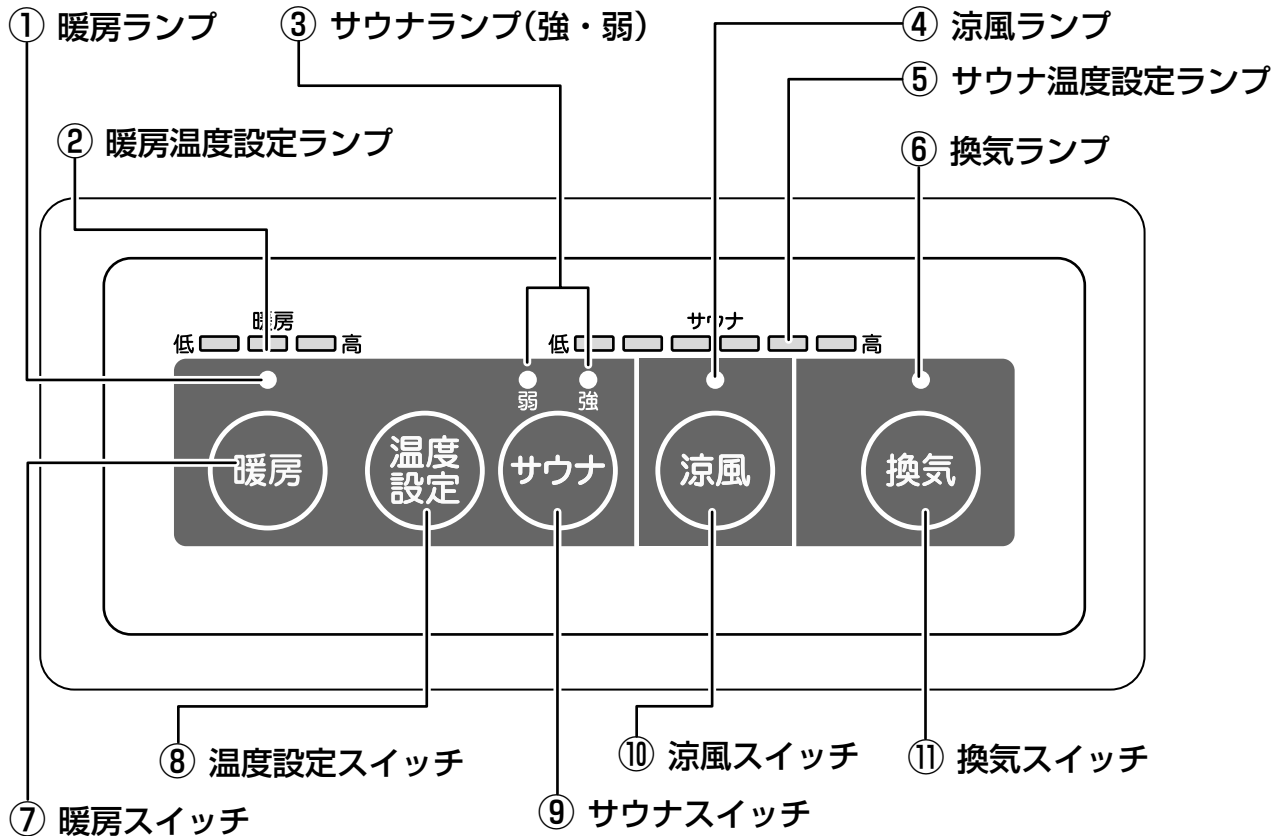 ① 暖房ランプ
③ サウナランプ(強・弱)
④ 涼風ランプ
⑤ サウナ温度設定ランプ
② 暖房温度設定ランプ
⑥ 換気ランプ
暖房
低 高
サウナ
低 高
弱 強
暖房
温度
設定
サウナ
涼風
換気
⑧ 温度設定スイッチ
⑩ 涼風スイッチ
⑪ 換気スイッチ
⑦ 暖房スイッチ
⑨ サウナスイッチ